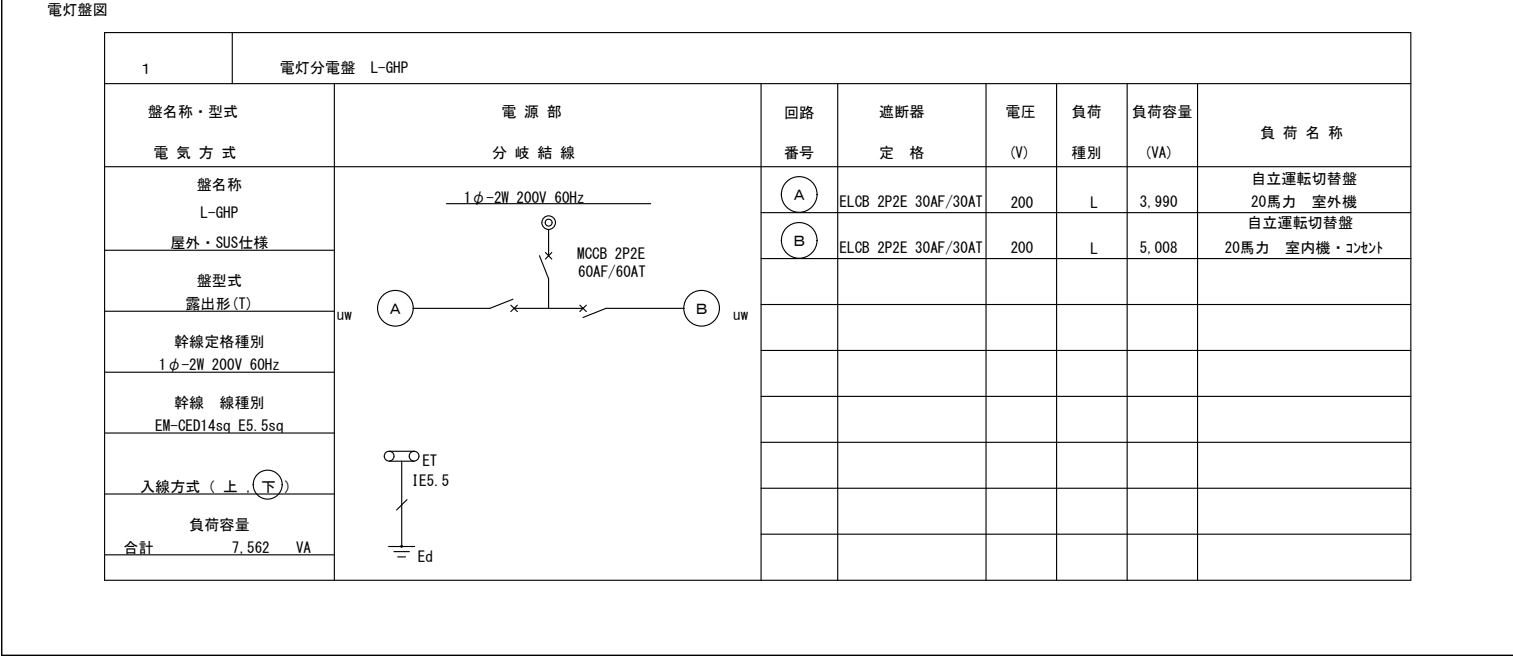 電灯盤図
1 電灯分電盤 L-GHP
盤名称・型式
電気方式
電源部
分岐結線
回路
番号
遮断器
定格
電圧
(V)
負荷
種別
負荷容量
(VA)
負荷名称
盤名称
L-GHP
屋外・SUS仕様
盤型式
露出形(T)
幹線定格種別
1φ-2W 200V 60Hz
幹線 線種別
EM-CED14sq E5.5sq
入線方式 ( 上 , 下 )
負荷容量
合計 7,562 VA
1φ-2W 200V 60Hz
MCCB 2P2E
60AF/60AT
uw A B uw
ET
IE5.5
Ed
自立運転切替盤
A ELCB 2P2E 30AF/30AT 200 L 3,990 20馬力 室外機
自立運転切替盤
B ELCB 2P2E 30AF/30AT 200 L 5,008 20馬力 室内機・コンセント